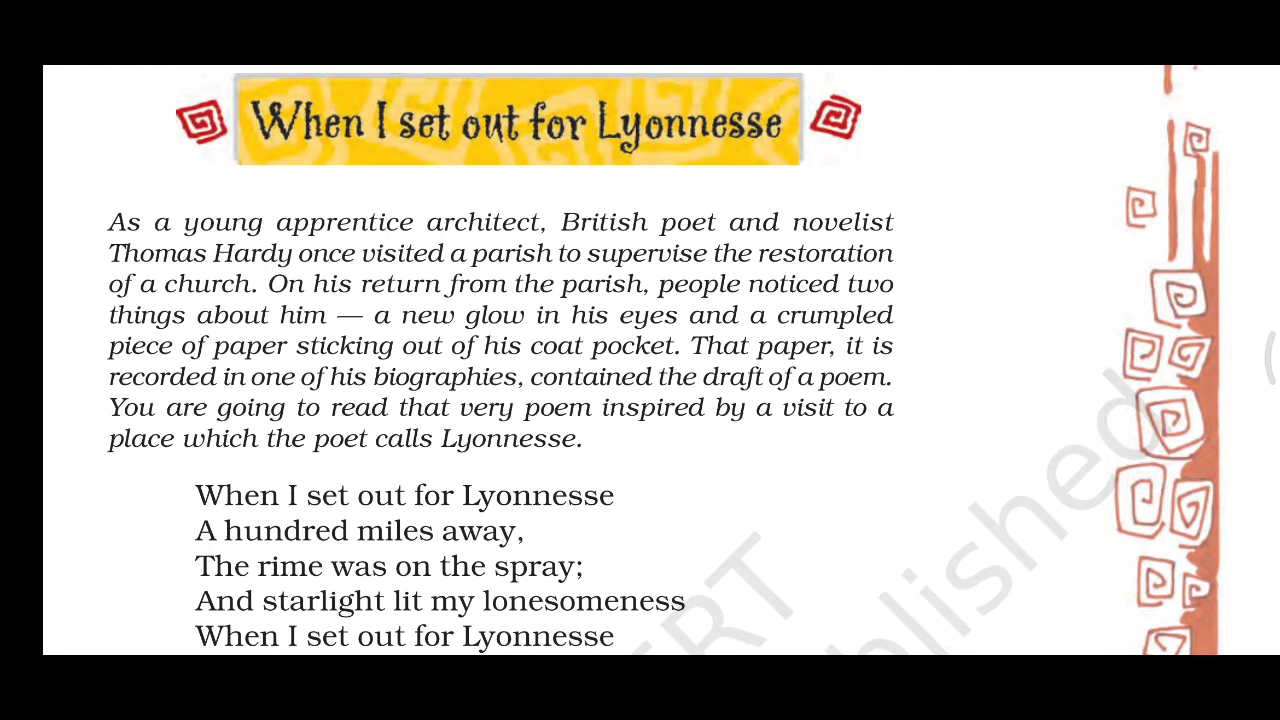 When I set out for Lyonnesse
As a young apprentice architect, British poet and novelist
Thomas Hardy once visited a parish to supervise the restoration
of a church. On his return from the parish, people noticed two
things about him — a new glow in his eyes and a crumpled
piece of paper sticking out of his coat pocket. That paper, it is
recorded in one of his biographies, contained the draft of a poem.
You are going to read that very poem inspired by a visit to a
place which the poet calls Lyonnesse.
When I set out for Lyonnesse
A hundred miles away,
The rime was on the spray;
And starlight lit my lonesomeness
When I set out for Lyonnesse